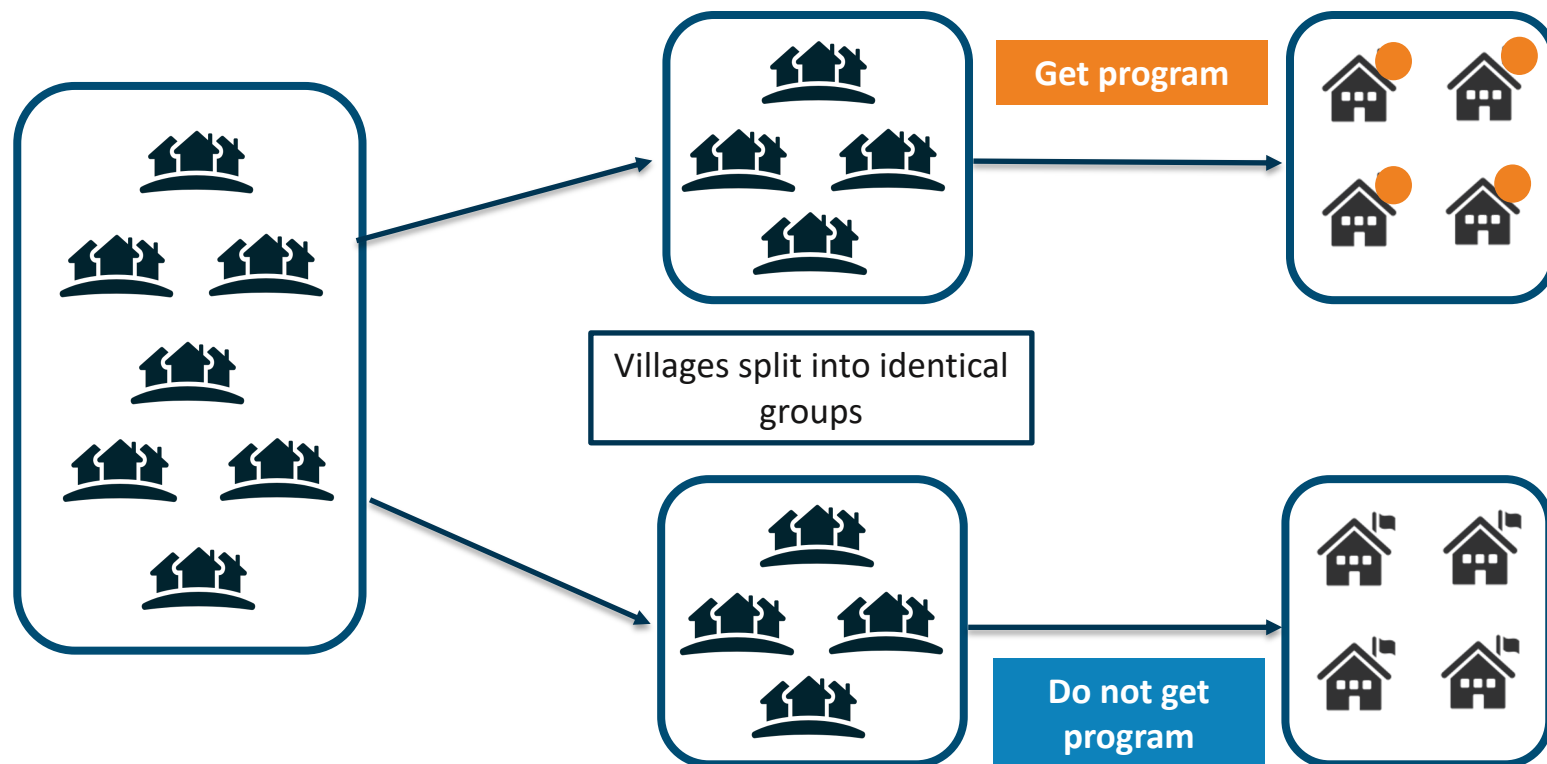 Get program
Villages split into identical
groups
Do not get
program